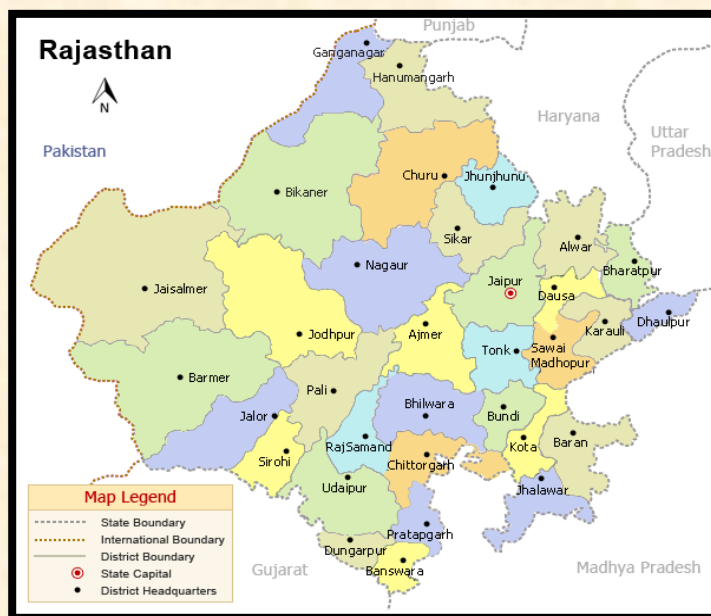 Punjab
Rajasthan
Ganganagar
Hanumangarh
N
Haryana
Uttar
Pradesh
Pakistan
Churu
Jhunjhunu
Bikaner
Sikar
Alwar
Nagaur
Bharatpur
Jaipur
Jaisalmer
Dausa
Dhaulpur
Karauli
Jodhpur
Ajmer
Sawai
Madhopur
Tonk
Barmer
Pali
Bhilwara
Jalor
Bundi
Kota
Baran
RajSamand
Sirohi
Chittorgarh
Udaipur
Jhalawar
Map Legend
State Boundary
International Boundary
District Boundary
State Capital
District Headquarters
Pratapgarh
Dungarpur
Gujarat
Banswara
Madhya Pradesh